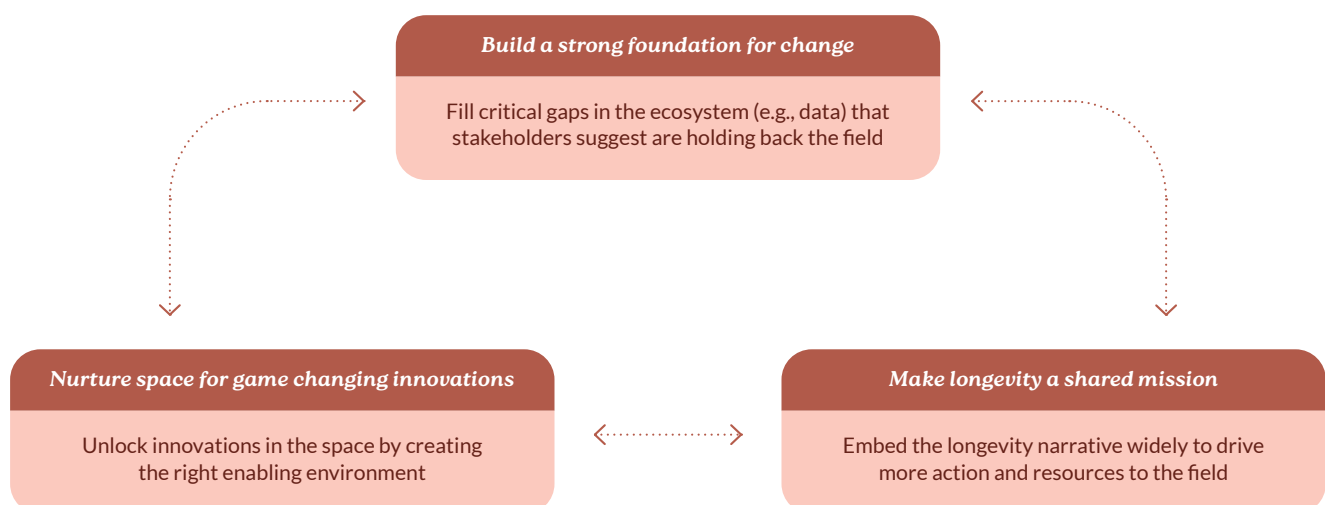 Build a strong foundation for change
Fill critical gaps in the ecosystem (e.g., data) that
stakeholders suggest are holding back the field
Nurture space for game changing innovations
Unlock innovations in the space by creating
the right enabling environment
Make longevity a shared mission
Embed the longevity narrative widely to drive
more action and resources to the field